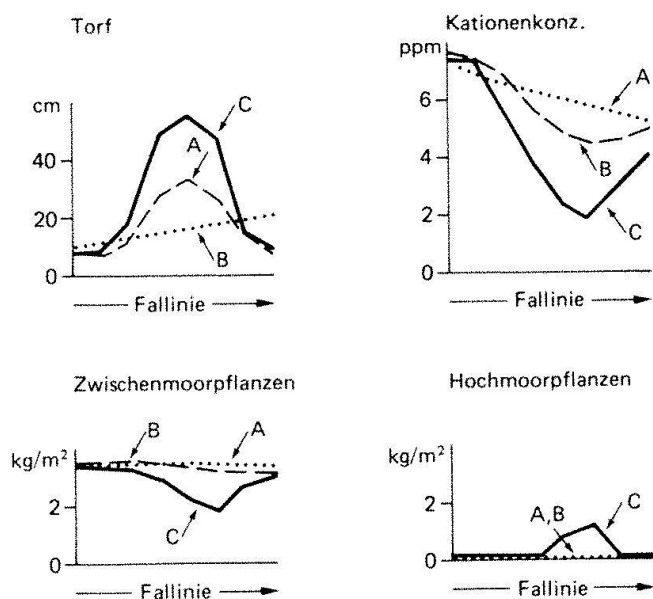 Torf
cm
40
20
0
C
A
B
Fallinie
Kationenkonz.
ppm
6
4
2
0
A
B
C
Fallinie
Zwischenmoorpflanzen
kg/m²
2
0
B
A
C
Fallinie
Hochmoorpflanzen
kg/m²
2
0
A,B
C
Fallinie